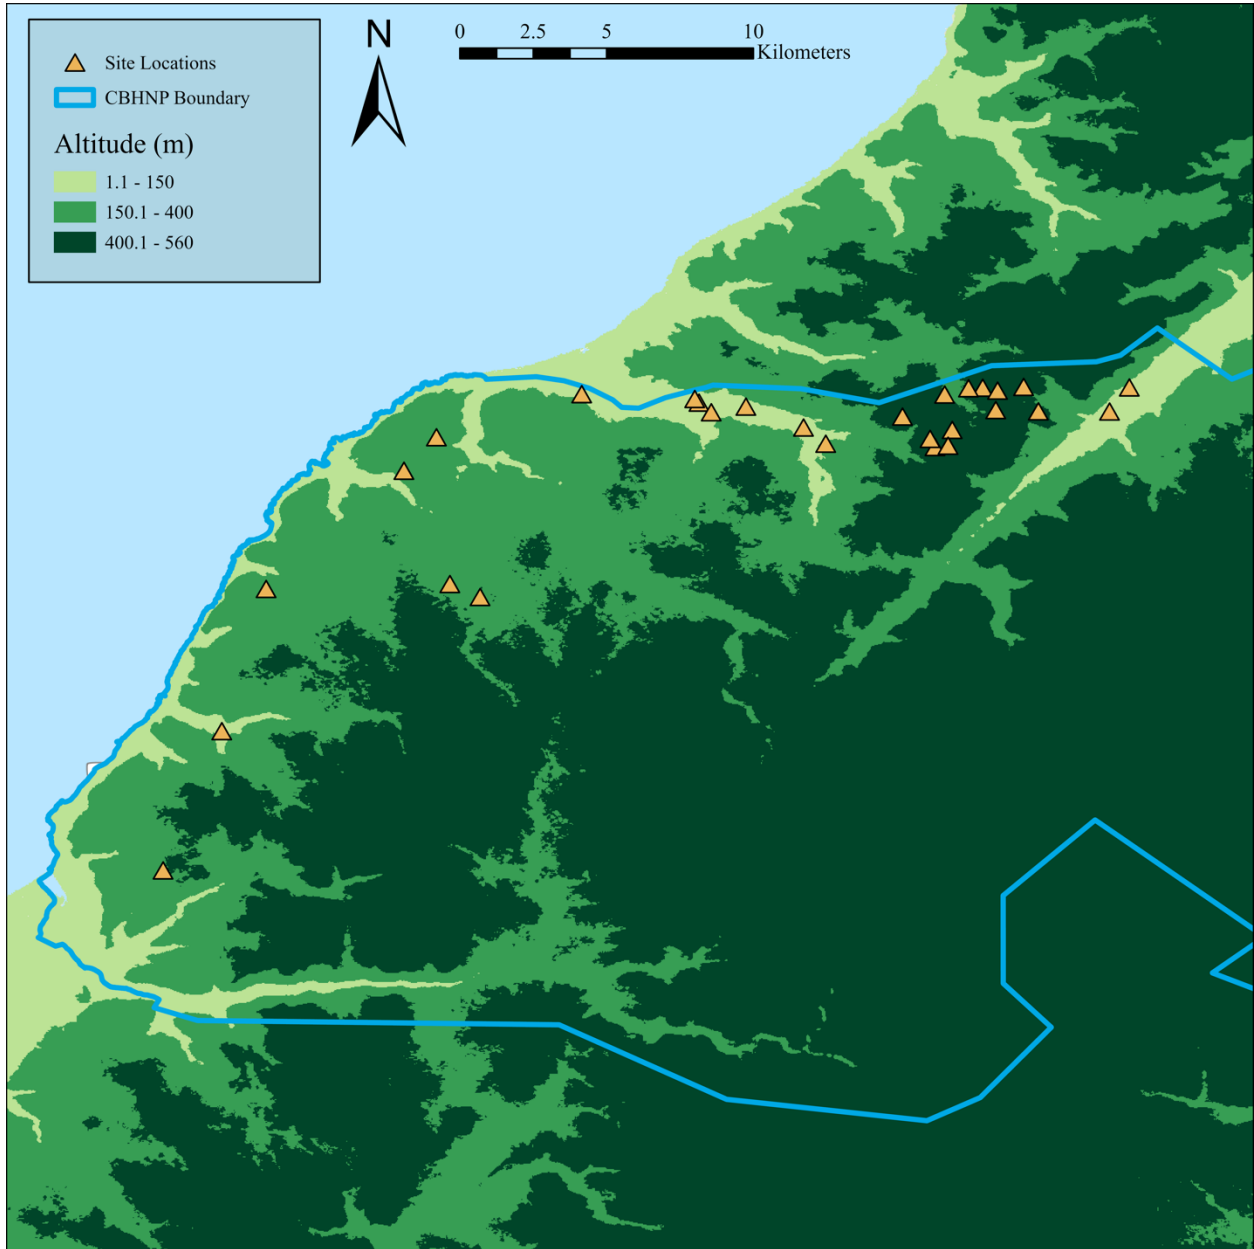 Site Locations
CBHNP Boundary
Altitude (m)
1.1 - 150
150.1 - 400
400.1 - 560
N
0 2.5 5 10
Kilometers